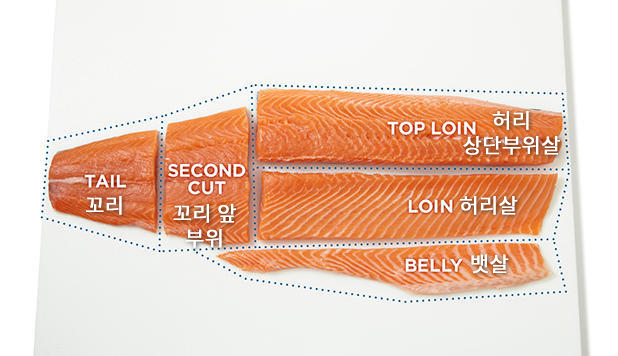 TAIL
꼬리
SECOND
CUT
꼬리 앞
부위
TOP LOIN 허리
상단부위살
LOIN 허리살
BELLY 뱃살